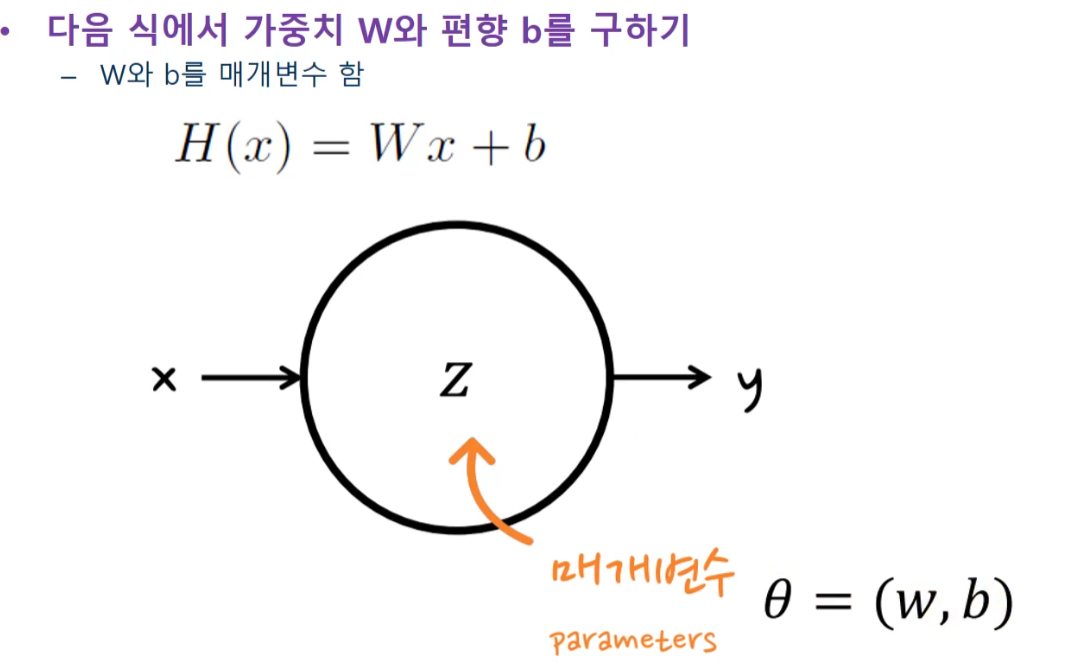 • 다음 식에서 가중치 W와 편향 b를 구하기
– W와 b를 매개변수 함
H(x) = Wx + b
x
z
y
매개변수
θ = (w, b)
parameters